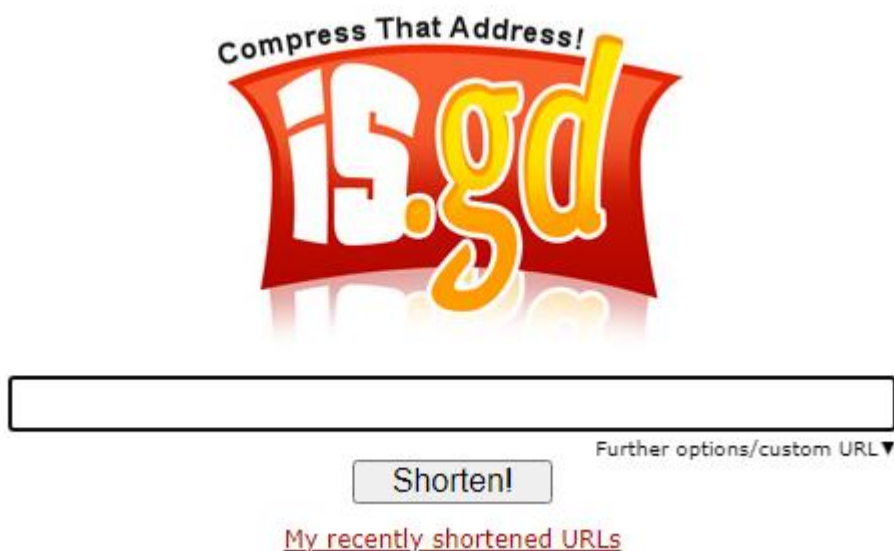 Compress That Address!
is.gd
Further options/custom URL▼
Shorten!
My recently shortened URLs